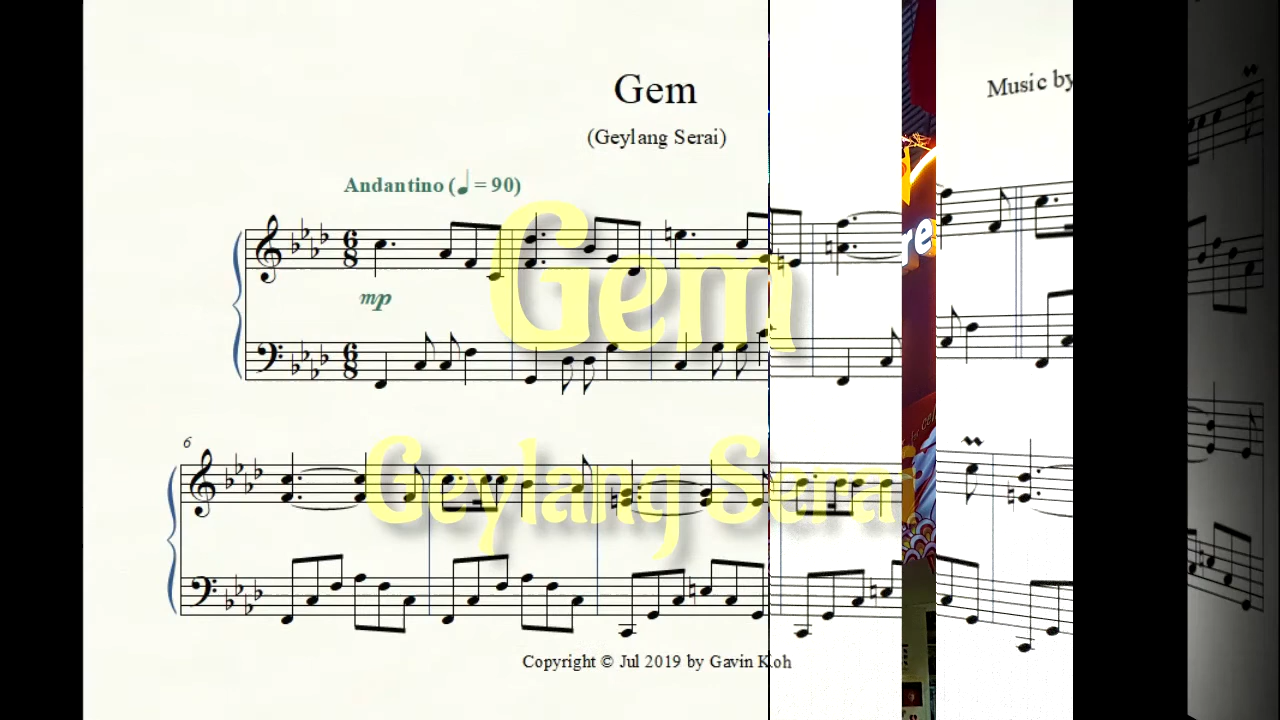 Gem
Music by
(Geylang Serai)
Andantino (♩ = 90)
mp
Gem
6
Geylang Serai
Copyright © Jul 2019 by Gavin Koh